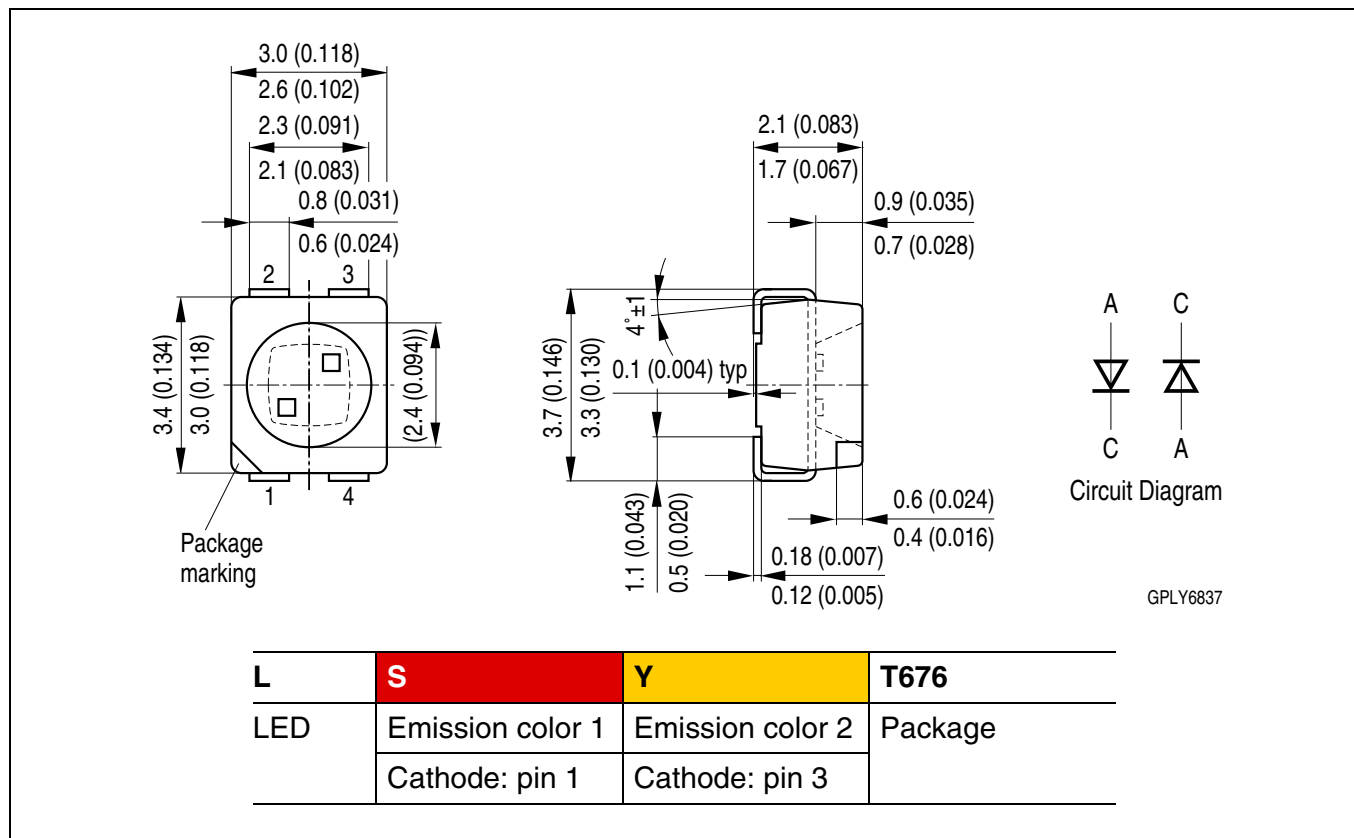 3.0 (0.118)
2.6 (0.102)
2.3 (0.091)
2.1 (0.083)
0.8 (0.031)
0.6 (0.024)
2
3
3.4 (0.134)
3.0 (0.118)
(2.4 (0.094))
1
4
Package
marking
2.1 (0.083)
1.7 (0.067)
0.9 (0.035)
0.7 (0.028)
4°±1
0.1 (0.004) typ
3.7 (0.146)
3.3 (0.130)
1.1 (0.043)
0.5 (0.020)
0.6 (0.024)
0.4 (0.016)
0.18 (0.007)
0.12 (0.005)
A
C
C
A
Circuit Diagram
GPLY6837
L S Y T676
LED Emission color 1 Emission color 2 Package
Cathode: pin 1 Cathode: pin 3